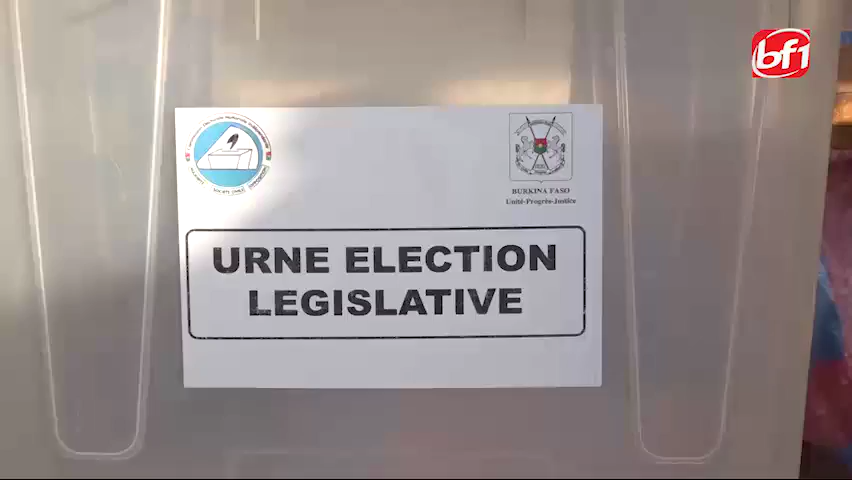 bf1
BURKINA FASO
Unité-Progrès-Justice
URNE ELECTION
LEGISLATIVE